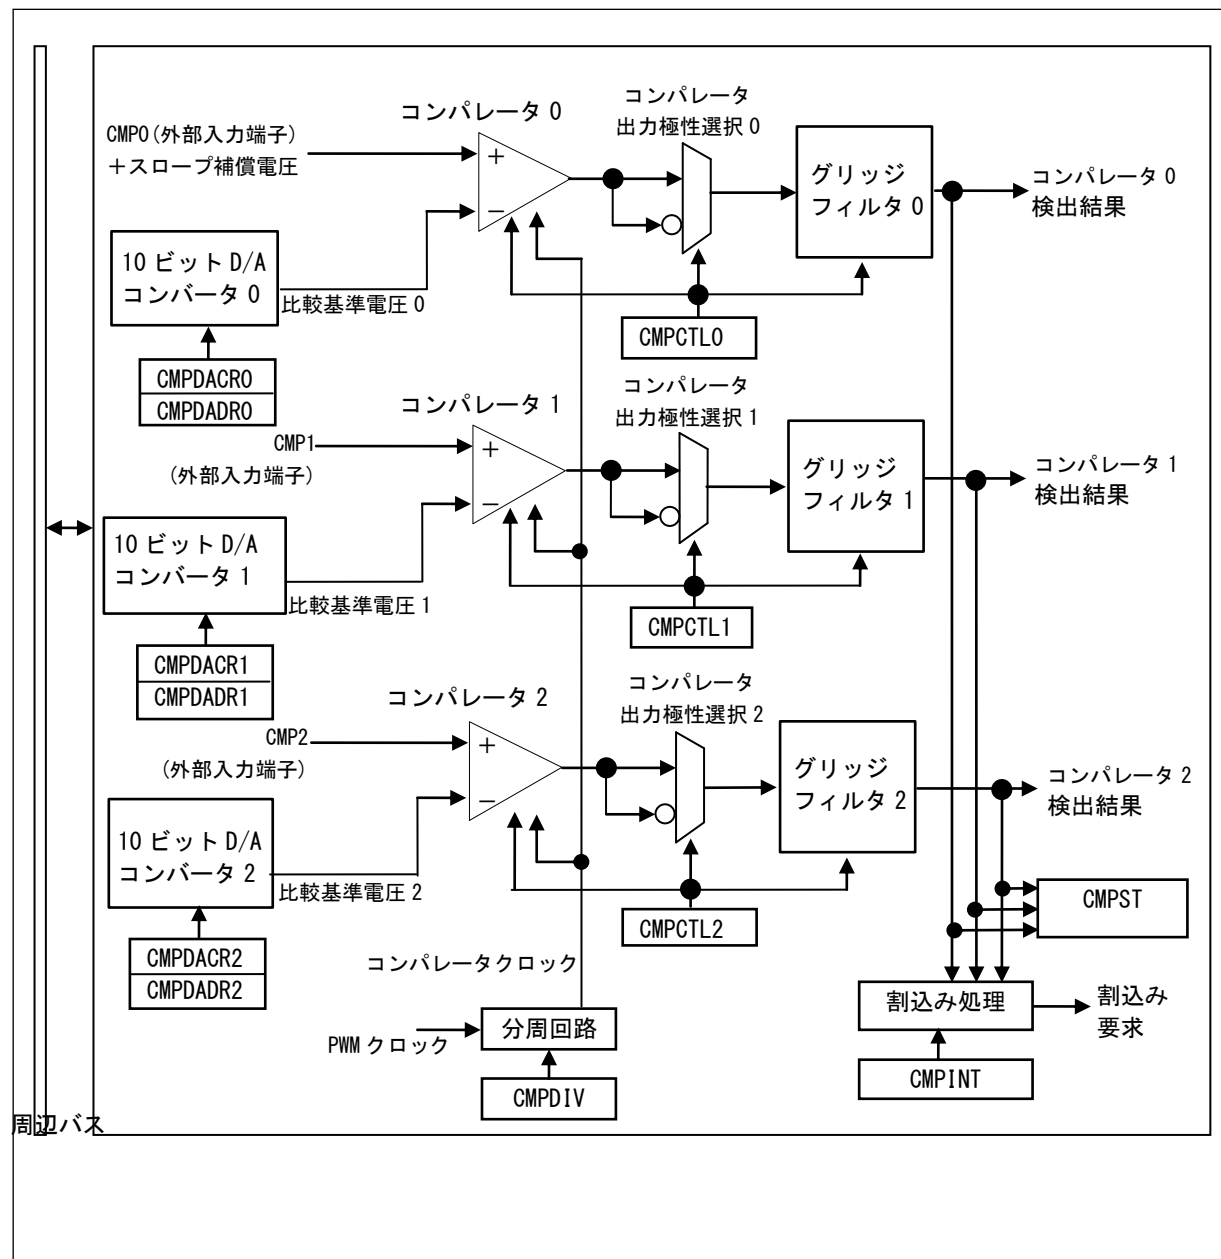 コンパレータ 0
コンパレータ
出力極性選択 0
CMP0(外部入力端子)
＋スロープ補償電圧
+
−
グリッジ
フィルタ 0
コンパレータ 0
検出結果
10 ビット D/A
コンバータ 0
比較基準電圧 0
CMPCTL0
CMPDACR0
CMPDADR0
コンパレータ 1
コンパレータ
出力極性選択 1
CMP1
(外部入力端子)
+
−
グリッジ
フィルタ 1
コンパレータ 1
検出結果
10 ビット D/A
コンバータ 1
比較基準電圧 1
CMPCTL1
CMPDACR1
CMPDADR1
コンパレータ 2
コンパレータ
出力極性選択 2
CMP2
(外部入力端子)
+
−
グリッジ
フィルタ 2
コンパレータ 2
検出結果
10 ビット D/A
コンバータ 2
比較基準電圧 2
CMPCTL2
CMPST
CMPDACR2
CMPDADR2
コンパレータクロック
PWM クロック
分周回路
CMPDIV
割込み処理
割込み
要求
CMPINT
周辺バス